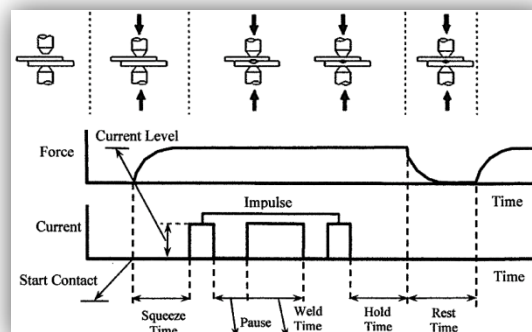 Current Level
Force
Time
Impulse
Current
Time
Start Contact
Squeeze
Time
Pause
Weld
Time
Hold
Time
Rest
Time